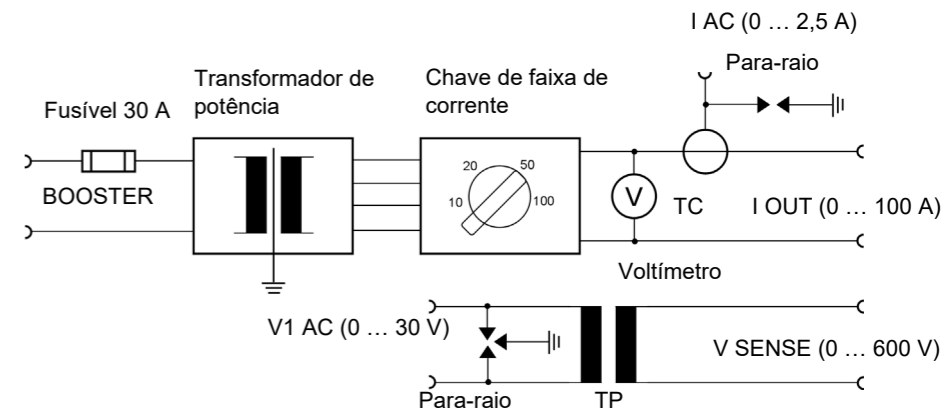 I AC (0 … 2,5 A)
Para-raio
Transformador de
potência
Chave de faixa de
corrente
Fusível 30 A
BOOSTER
20
50
10
100
V
TC
I OUT (0 … 100 A)
Voltímetro
V1 AC (0 … 30 V)
V SENSE (0 … 600 V)
Para-raio
TP